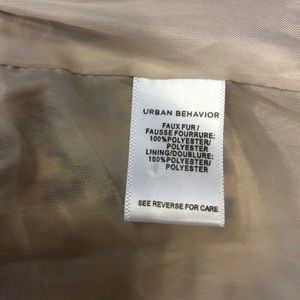 URBAN BEHAVIOR
FAUX FUR /
FAUSSE FOURRURE:
100%POLYESTER/
POLYESTER
LINING/DOUBLURE:
100%POLYESTER/
POLYESTER
SEE REVERSE FOR CARE